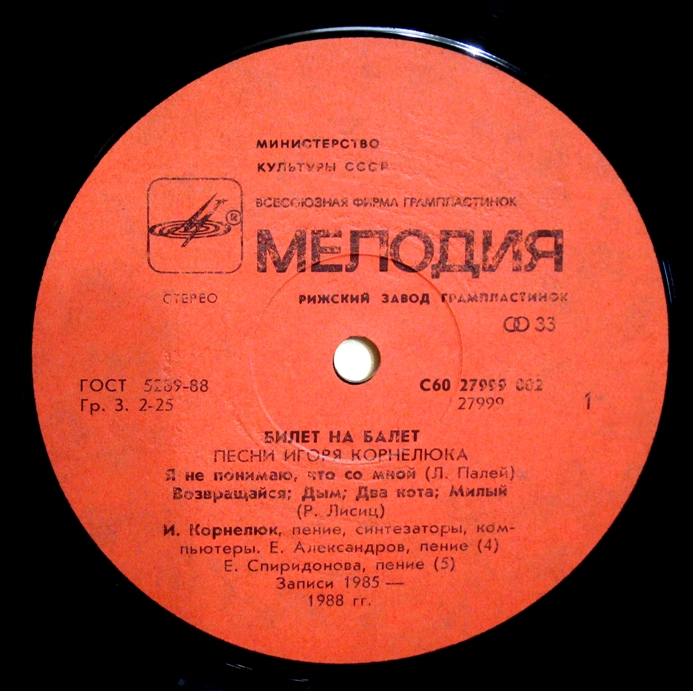 МИНИСТЕРСТВО
КУЛЬТУРЫ СССР
ВСЕСОЮЗНАЯ ФИРМА ГРАМПЛАСТИНОК
®
МЕЛОДИЯ
СТЕРЕО
РИЖСКИЙ ЗАВОД ГРАМПЛАСТИНОК
33
ГОСТ 5289-88
С60 27999 002
Гр. 3. 2-25
27999
1
БИЛЕТ НА БАЛЕТ
ПЕСНИ ИГОРЯ КОРНЕЛЮКА
Я не понимаю, что со мной (Л. Палей)
Возвращайся; Дым; Два кота; Милый
(Р. Лисиц)
И. Корнелюк, пение, синтезаторы, ком-
пьютеры. Е. Александров, пение (4)
Е. Спиридонова, пение (5)
Записи 1985 —
1988 гг.